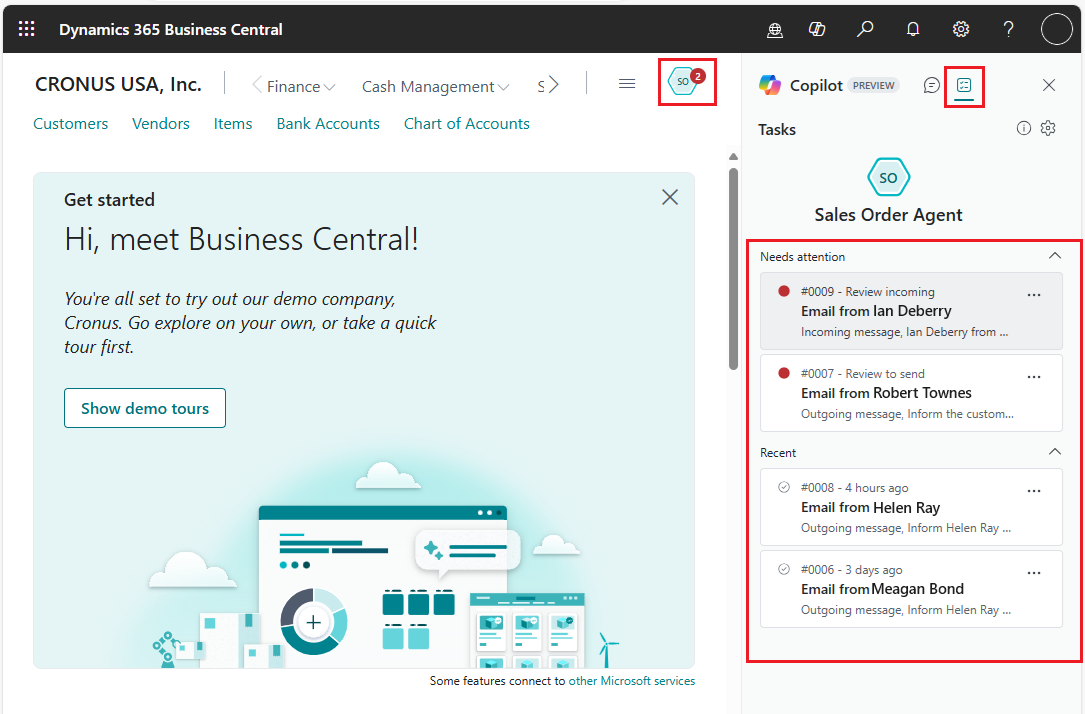 Dynamics 365 Business Central
?
CRONUS USA, Inc.
Finance
Cash Management
S
SO
2
Customers
Vendors
Items
Bank Accounts
Chart of Accounts
Get started
Hi, meet Business Central!
You're all set to try out our demo company,
Cronus. Go explore on your own, or take a quick
tour first.
Show demo tours
Some features connect to other Microsoft services
Copilot PREVIEW
Tasks
SO
Sales Order Agent
Needs attention
#0009 - Review incoming
Email from Ian Deberry
Incoming message, Ian Deberry from ...
#0007 - Review to send
Email from Robert Townes
Outgoing message, Inform the custom...
Recent
#0008 - 4 hours ago
Email from Helen Ray
Outgoing message, Inform Helen Ray ...
#0006 - 3 days ago
Email from Meagan Bond
Outgoing message, Inform Helen Ray ...